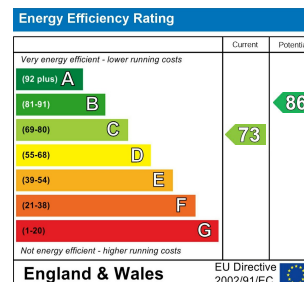 Energy Efficiency Rating
Current
Very energy efficient - lower running costs
(92 plus) A
(81-91) B
86
(69-80) C
73
(55-68) D
(39-54) E
(21-38) F
(1-20) G
Not energy efficient - higher running costs
England & Wales
EU Directive
2002/91/EC